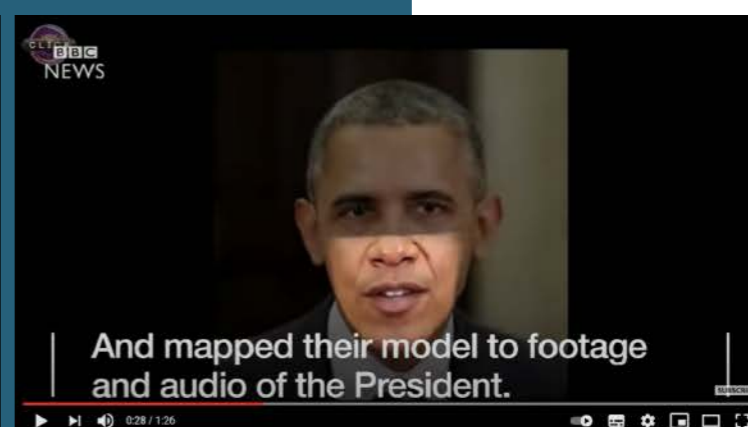 CLICK
BBC
NEWS
And mapped their model to footage
and audio of the President.
0:28 / 1:26